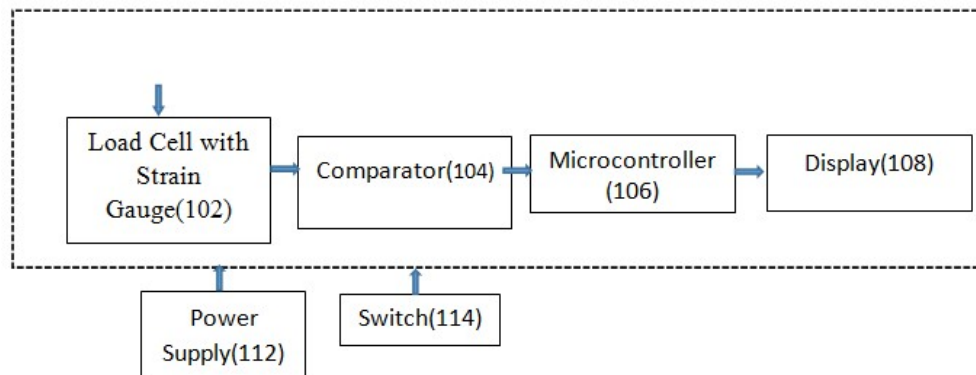 Load Cell with
Strain
Gauge(102)
Comparator(104)
Microcontroller
(106)
Display(108)
Power
Supply(112)
Switch(114)